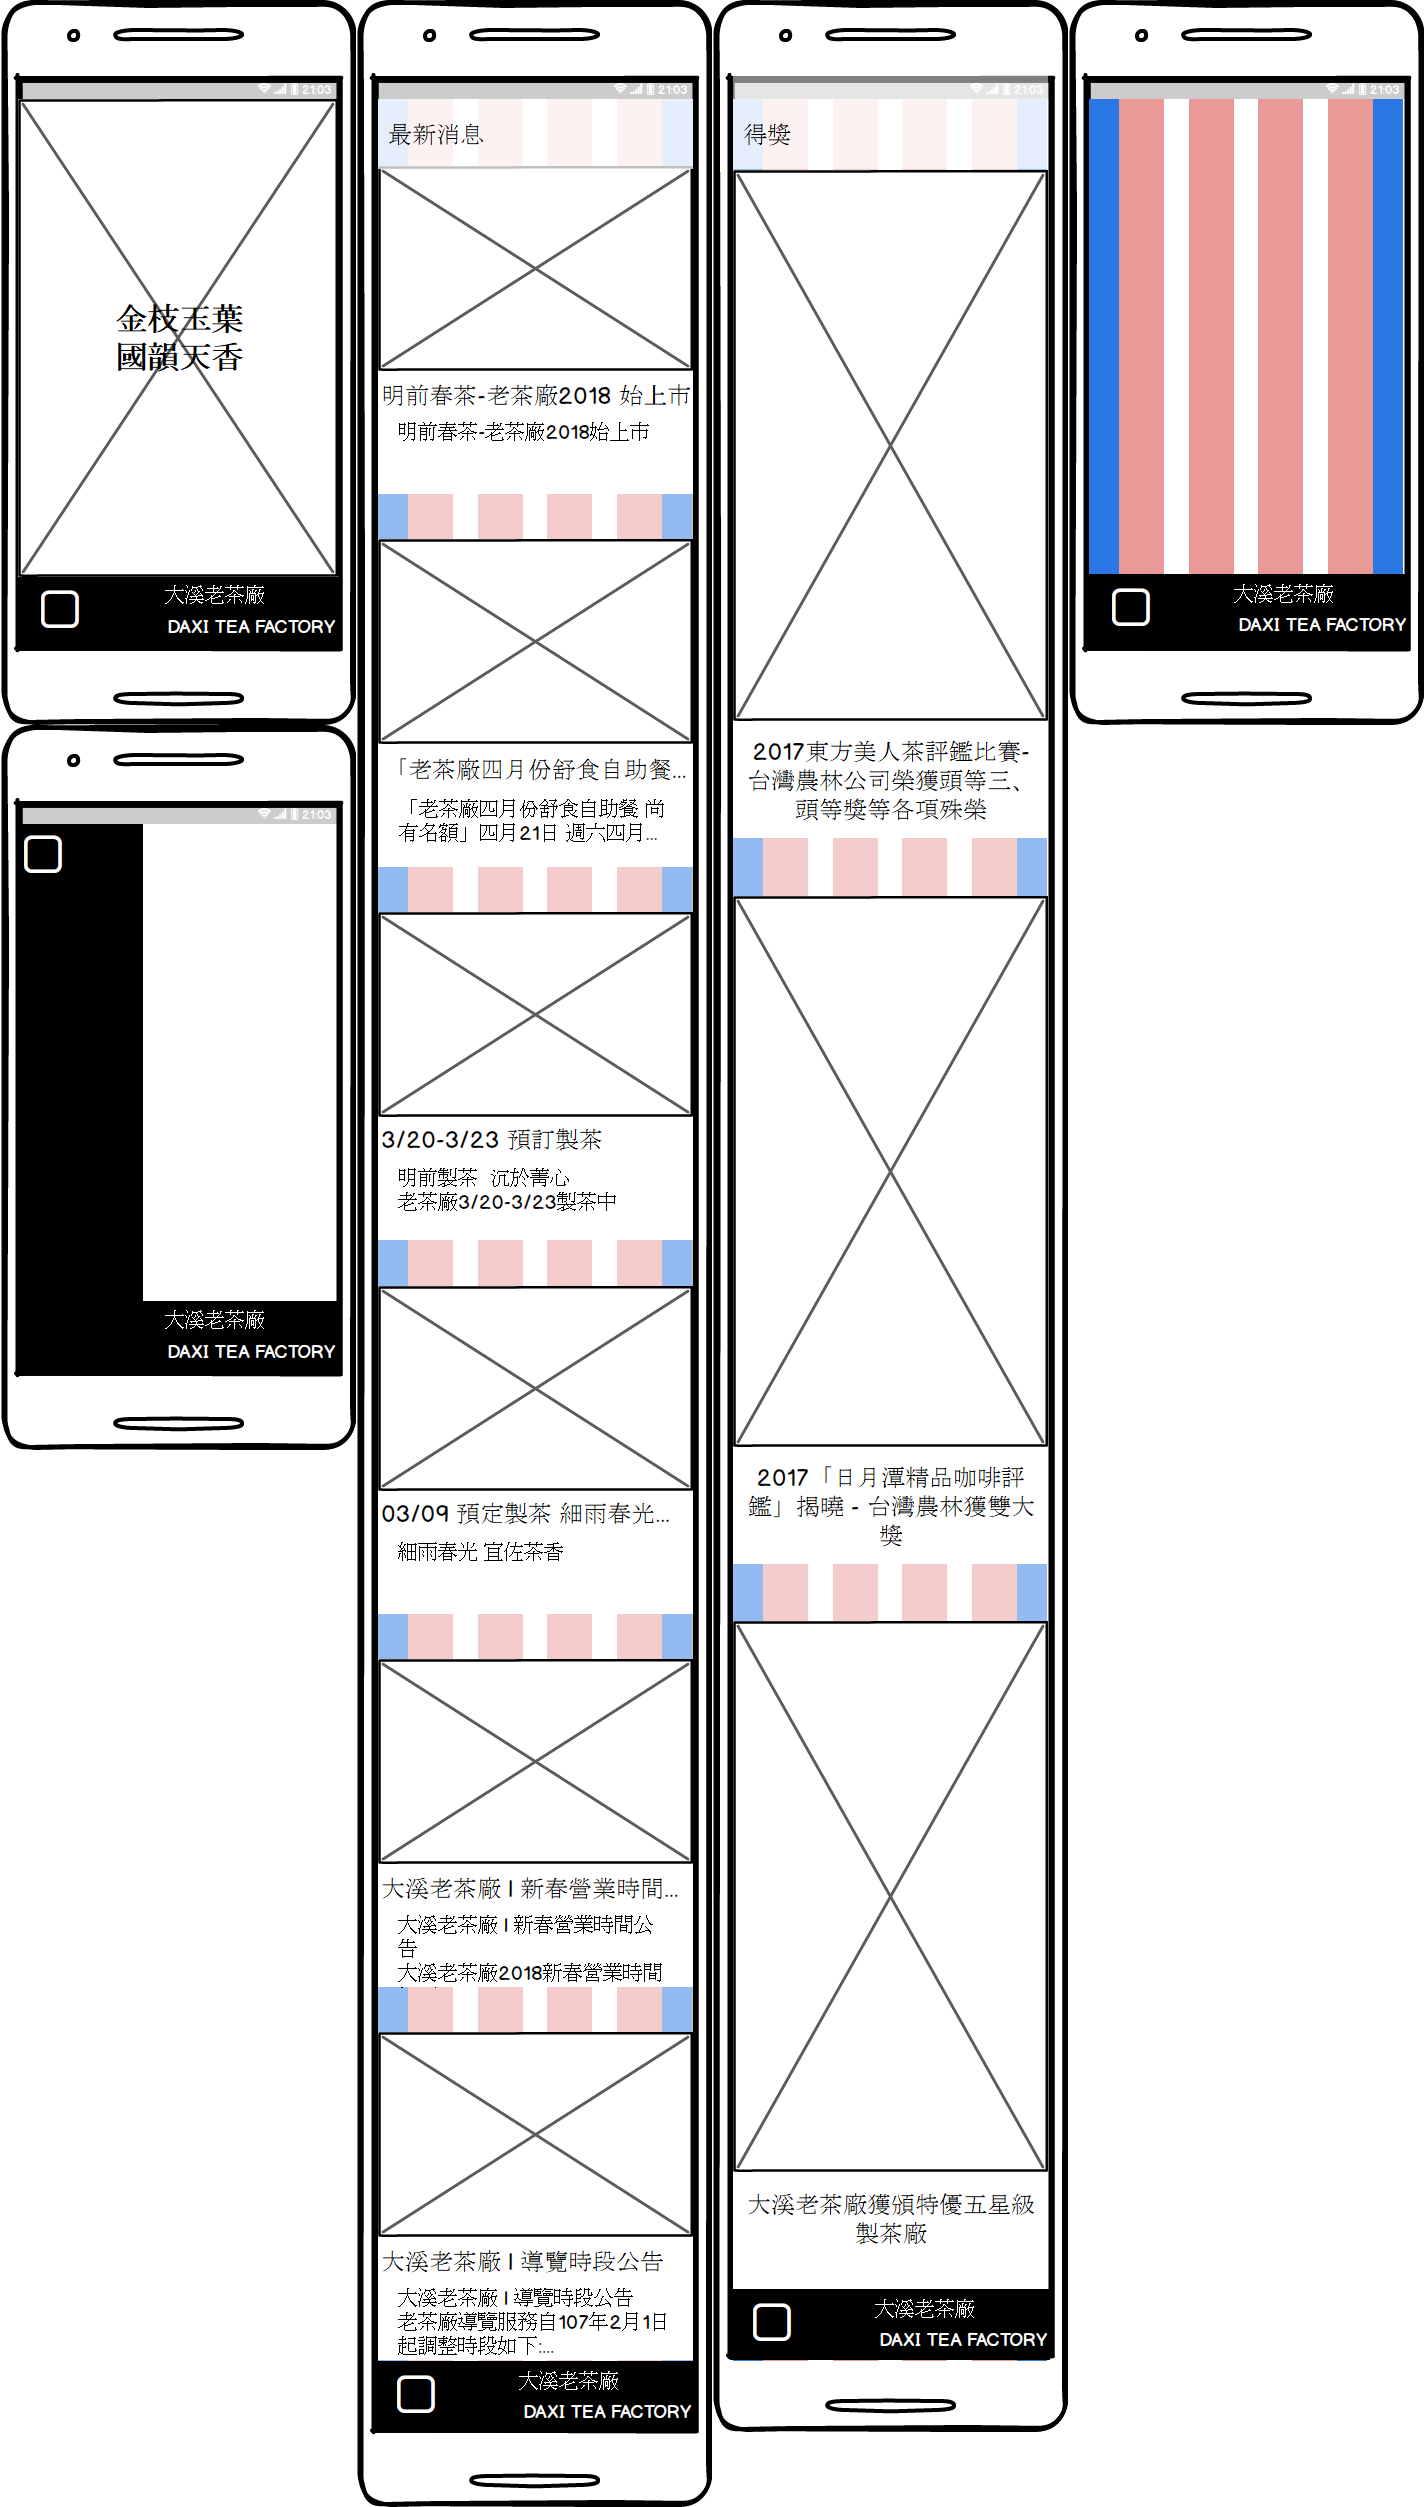 21:03
金枝玉葉
國韻天香
大溪老茶廠
DAXI TEA FACTORY
21:03
大溪老茶廠
DAXI TEA FACTORY
21:03
最新消息
明前春茶-老茶廠2018 始上市
明前春茶-老茶廠2018始上市
「老茶廠四月份舒食自助餐...
「老茶廠四月份舒食自助餐 尚
有名額」四月21日 週六四月...
3/20-3/23 預訂製茶
明前製茶 沉於菁心
老茶廠3/20-3/23製茶中
03/09 預定製茶 細雨春光...
細雨春光 宜佐茶香
大溪老茶廠 l 新春營業時間...
大溪老茶廠 l 新春營業時間公
告
大溪老茶廠2018新春營業時間
大溪老茶廠 l 導覽時段公告
大溪老茶廠 l 導覽時段公告
老茶廠導覽服務自107年2月1日
起調整時段如下:...
大溪老茶廠
DAXI TEA FACTORY
21:03
得獎
2017東方美人茶評鑑比賽-
台灣農林公司榮獲頭等三、
頭等獎等各項殊榮
2017「日月潭精品咖啡評
鑑」揭曉 - 台灣農林獲雙大
獎
大溪老茶廠獲頒特優五星級
製茶廠
大溪老茶廠
DAXI TEA FACTORY
21:03
大溪老茶廠
DAXI TEA FACTORY